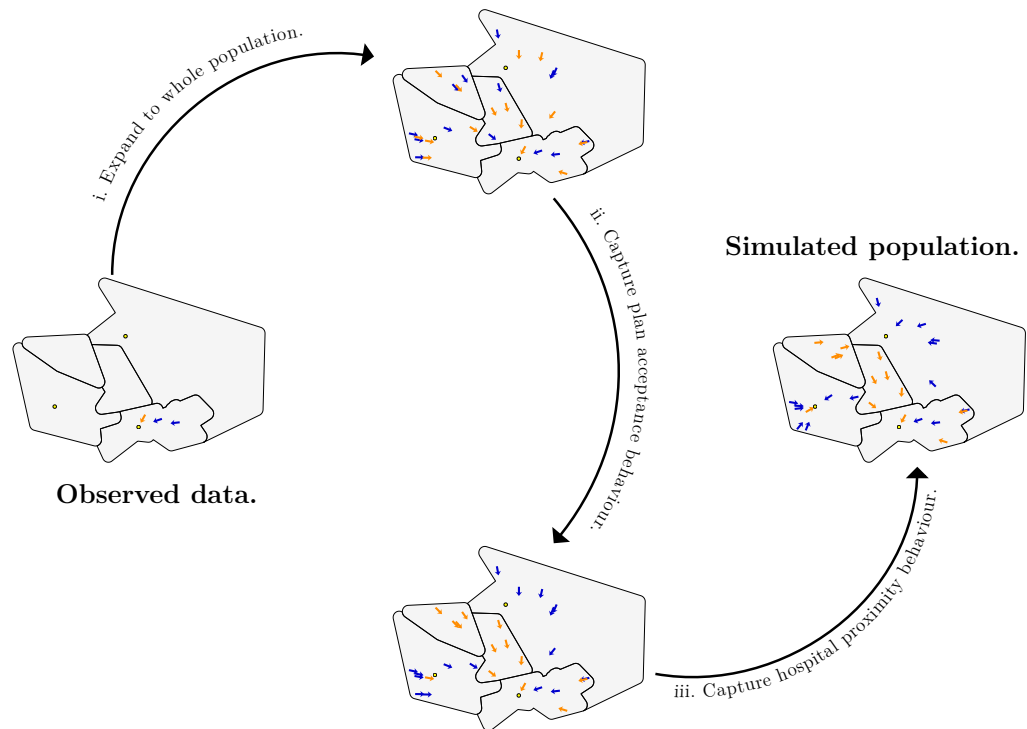 i. Expand to whole population.
ii. Capture plan acceptance behaviour.
Simulated population.
Observed data.
iii. Capture hospital proximity behaviour.